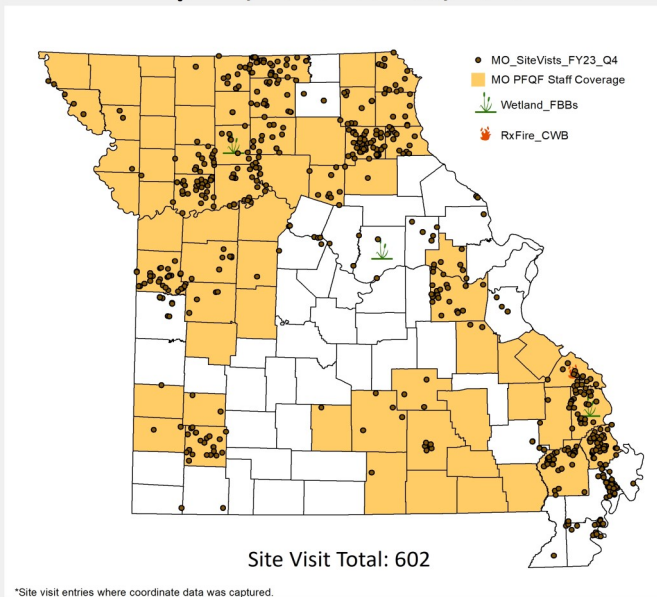 MO_SiteVists_FY23_Q4
MO PFQF Staff Coverage
Wetland_FBBs
RxFire_CWB
Site Visit Total: 602
*Site visit entries where coordinate data was captured.